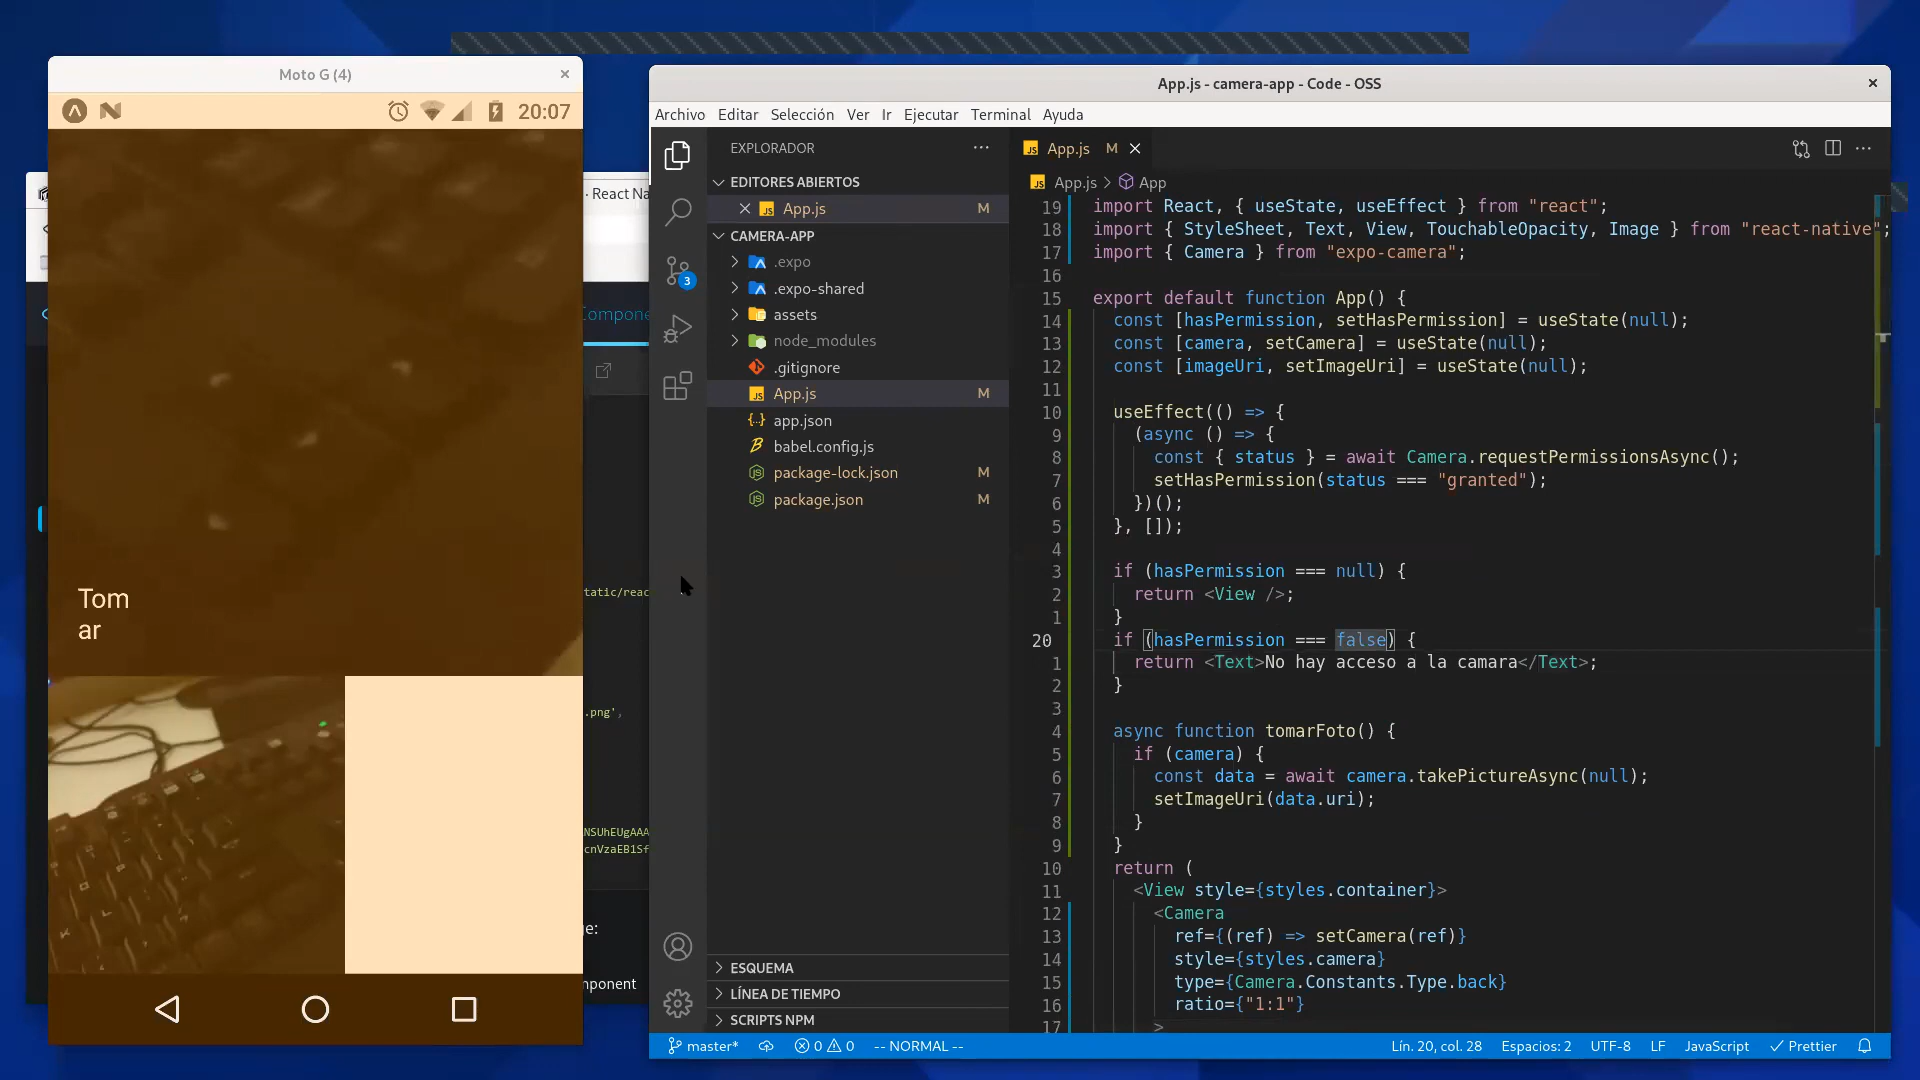 Moto G (4)
20:07
Tom
ar
· React Na
Compone
tatic/reac
.png',
NSUhEUgAAA
cnVzaEB1Sf
e:
ponent
App.js - camera-app - Code - OSS
Archivo Editar Selección Ver Ir Ejecutar Terminal Ayuda
EXPLORADOR
EDITORES ABIERTOS
App.js M
CAMERA-APP
.expo
.expo-shared
assets
node_modules
.gitignore
App.js M
app.json
babel.config.js
package-lock.json M
package.json M
3
ESQUEMA
LÍNEA DE TIEMPO
SCRIPTS NPM
App.js M
App.js > App
19 import React, { useState, useEffect } from "react";
18 import { StyleSheet, Text, View, TouchableOpacity, Image } from "react-native";
17 import { Camera } from "expo-camera";
16
15 export default function App() {
14 const [hasPermission, setHasPermission] = useState(null);
13 const [camera, setCamera] = useState(null);
12 const [imageUri, setImageUri] = useState(null);
11
10 useEffect(() => {
9 (async () => {
8 const { status } = await Camera.requestPermissionsAsync();
7 setHasPermission(status === "granted");
6 })();
5 }, []);
4
3 if (hasPermission === null) {
2 return <View />;
1 }
20 if (hasPermission === false) {
1 return <Text>No hay acceso a la camara</Text>;
2 }
3
4 async function tomarFoto() {
5 if (camera) {
6 const data = await camera.takePictureAsync(null);
7 setImageUri(data.uri);
8 }
9 }
10 return (
11 <View style={styles.container}>
12 <Camera
13 ref={(ref) => setCamera(ref)}
14 style={styles.camera}
15 type={Camera.Constants.Type.back}
16 ratio={"1:1"}
17 >
master* 0 0 -- NORMAL -- Lín. 20, col. 28 Espacios: 2 UTF-8 LF JavaScript Prettier